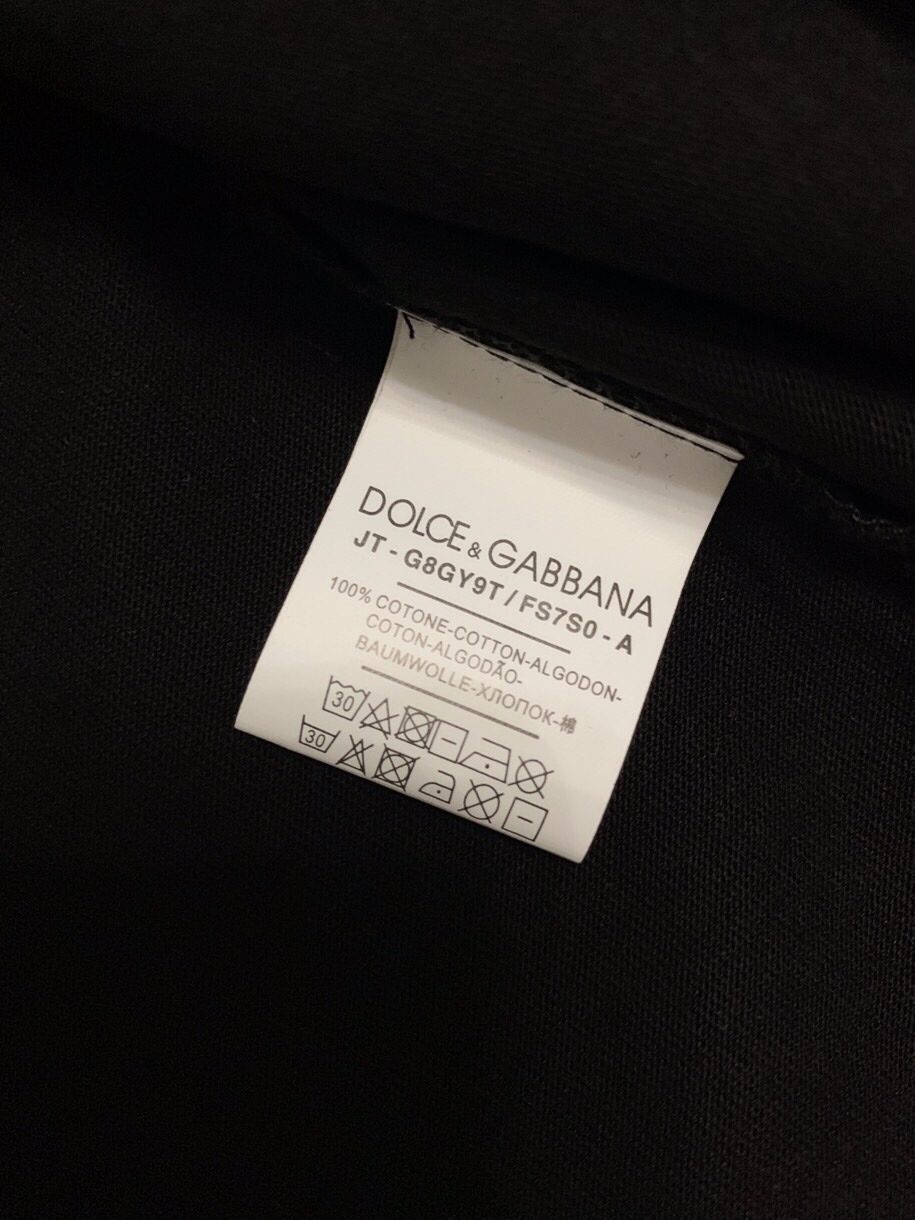 DOLCE & GABBANA
JT - G8GY9T / FS7S0 - A
100% COTONE-COTTON-ALGODON-
COTON-ALGODÃO-
BAUMWOLLE-ХЛОПОК-棉
30
30